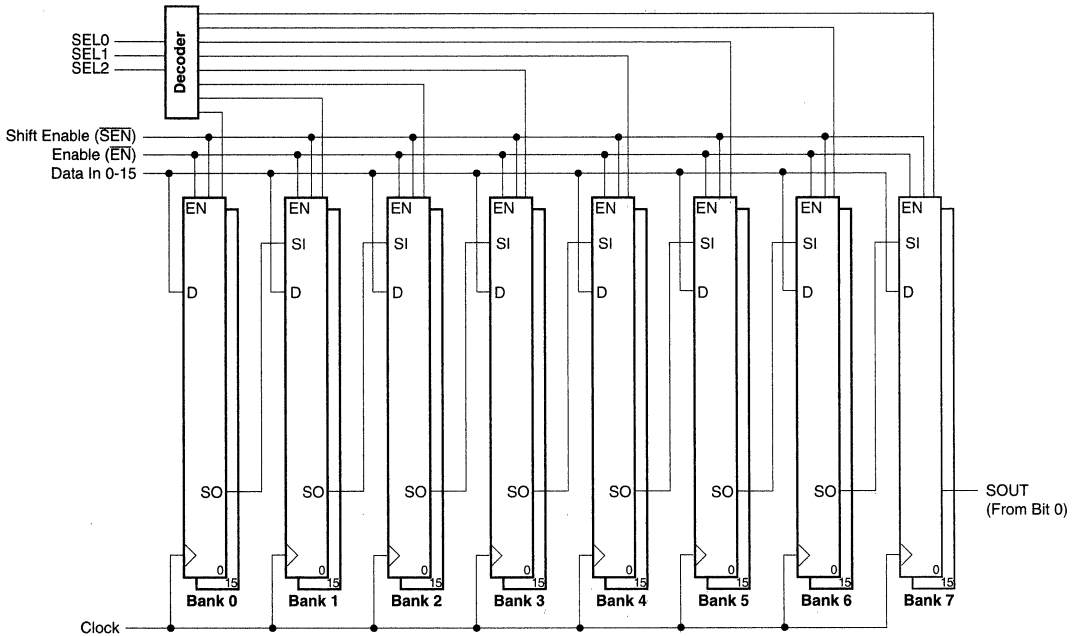 Decoder
SEL0
SEL1
SEL2
Shift Enable (SEN)
Enable (EN)
Data In 0-15
EN EN EN EN EN EN EN EN
SI SI SI SI SI SI SI
D D D D D D D D
SO SO SO SO SO SO SO
SOUT
(From Bit 0)
0 0 0 0 0 0 0 0
15 15 15 15 15 15 15 15
Bank 0 Bank 1 Bank 2 Bank 3 Bank 4 Bank 5 Bank 6 Bank 7
Clock